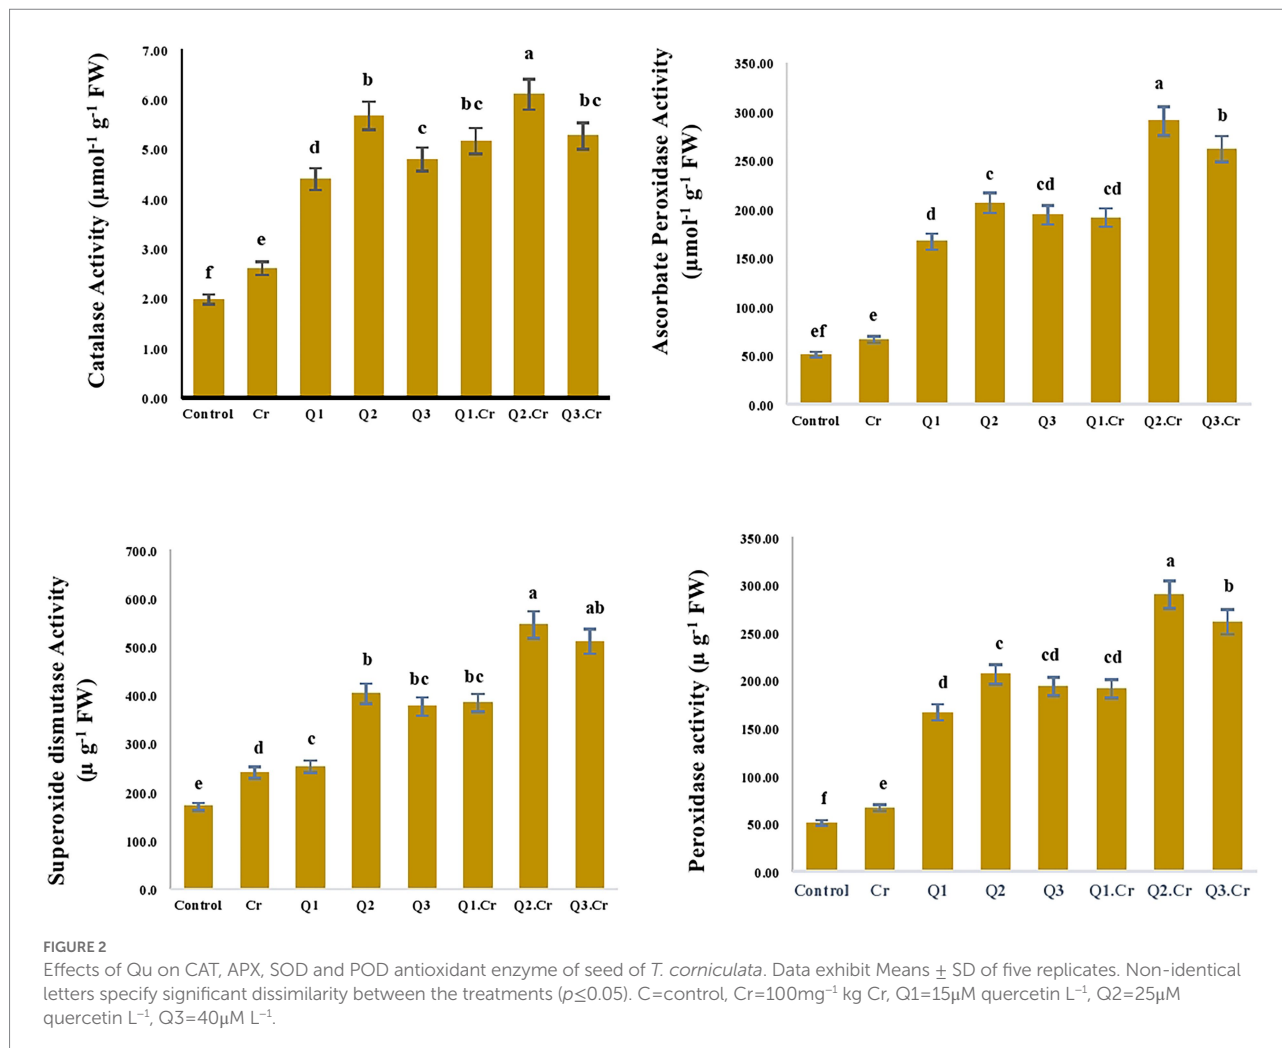 Catalase Activity (µmol⁻¹ g⁻¹ FW)
7.00
6.00
5.00
4.00
3.00
2.00
1.00
0.00
f
e
d
b
c
bc
a
bc
Control Cr Q1 Q2 Q3 Q1.Cr Q2.Cr Q3.Cr
Ascorbate Peroxidase Activity
(µmol⁻¹ g⁻¹ FW)
350.00
300.00
250.00
200.00
150.00
100.00
50.00
0.00
ef
e
d
c
cd
cd
a
b
Control Cr Q1 Q2 Q3 Q1.Cr Q2.Cr Q3.Cr
Superoxide dismutase Activity
(µ g⁻¹ FW)
700.0
600.0
500.0
400.0
300.0
200.0
100.0
0.0
e
d
c
b
bc
bc
a
ab
Control Cr Q1 Q2 Q3 Q1.Cr Q2.Cr Q3.Cr
Peroxidase activity (µ g⁻¹ FW)
350.00
300.00
250.00
200.00
150.00
100.00
50.00
0.00
f
e
d
c
cd
cd
a
b
Control Cr Q1 Q2 Q3 Q1.Cr Q2.Cr Q3.Cr
FIGURE 2
Effects of Qu on CAT, APX, SOD and POD antioxidant enzyme of seed of T. corniculata. Data exhibit Means ± SD of five replicates. Non-identical
letters specify significant dissimilarity between the treatments (p≤0.05). C=control, Cr=100mg⁻¹ kg Cr, Q1=15µM quercetin L⁻¹, Q2=25µM
quercetin L⁻¹, Q3=40µM L⁻¹.